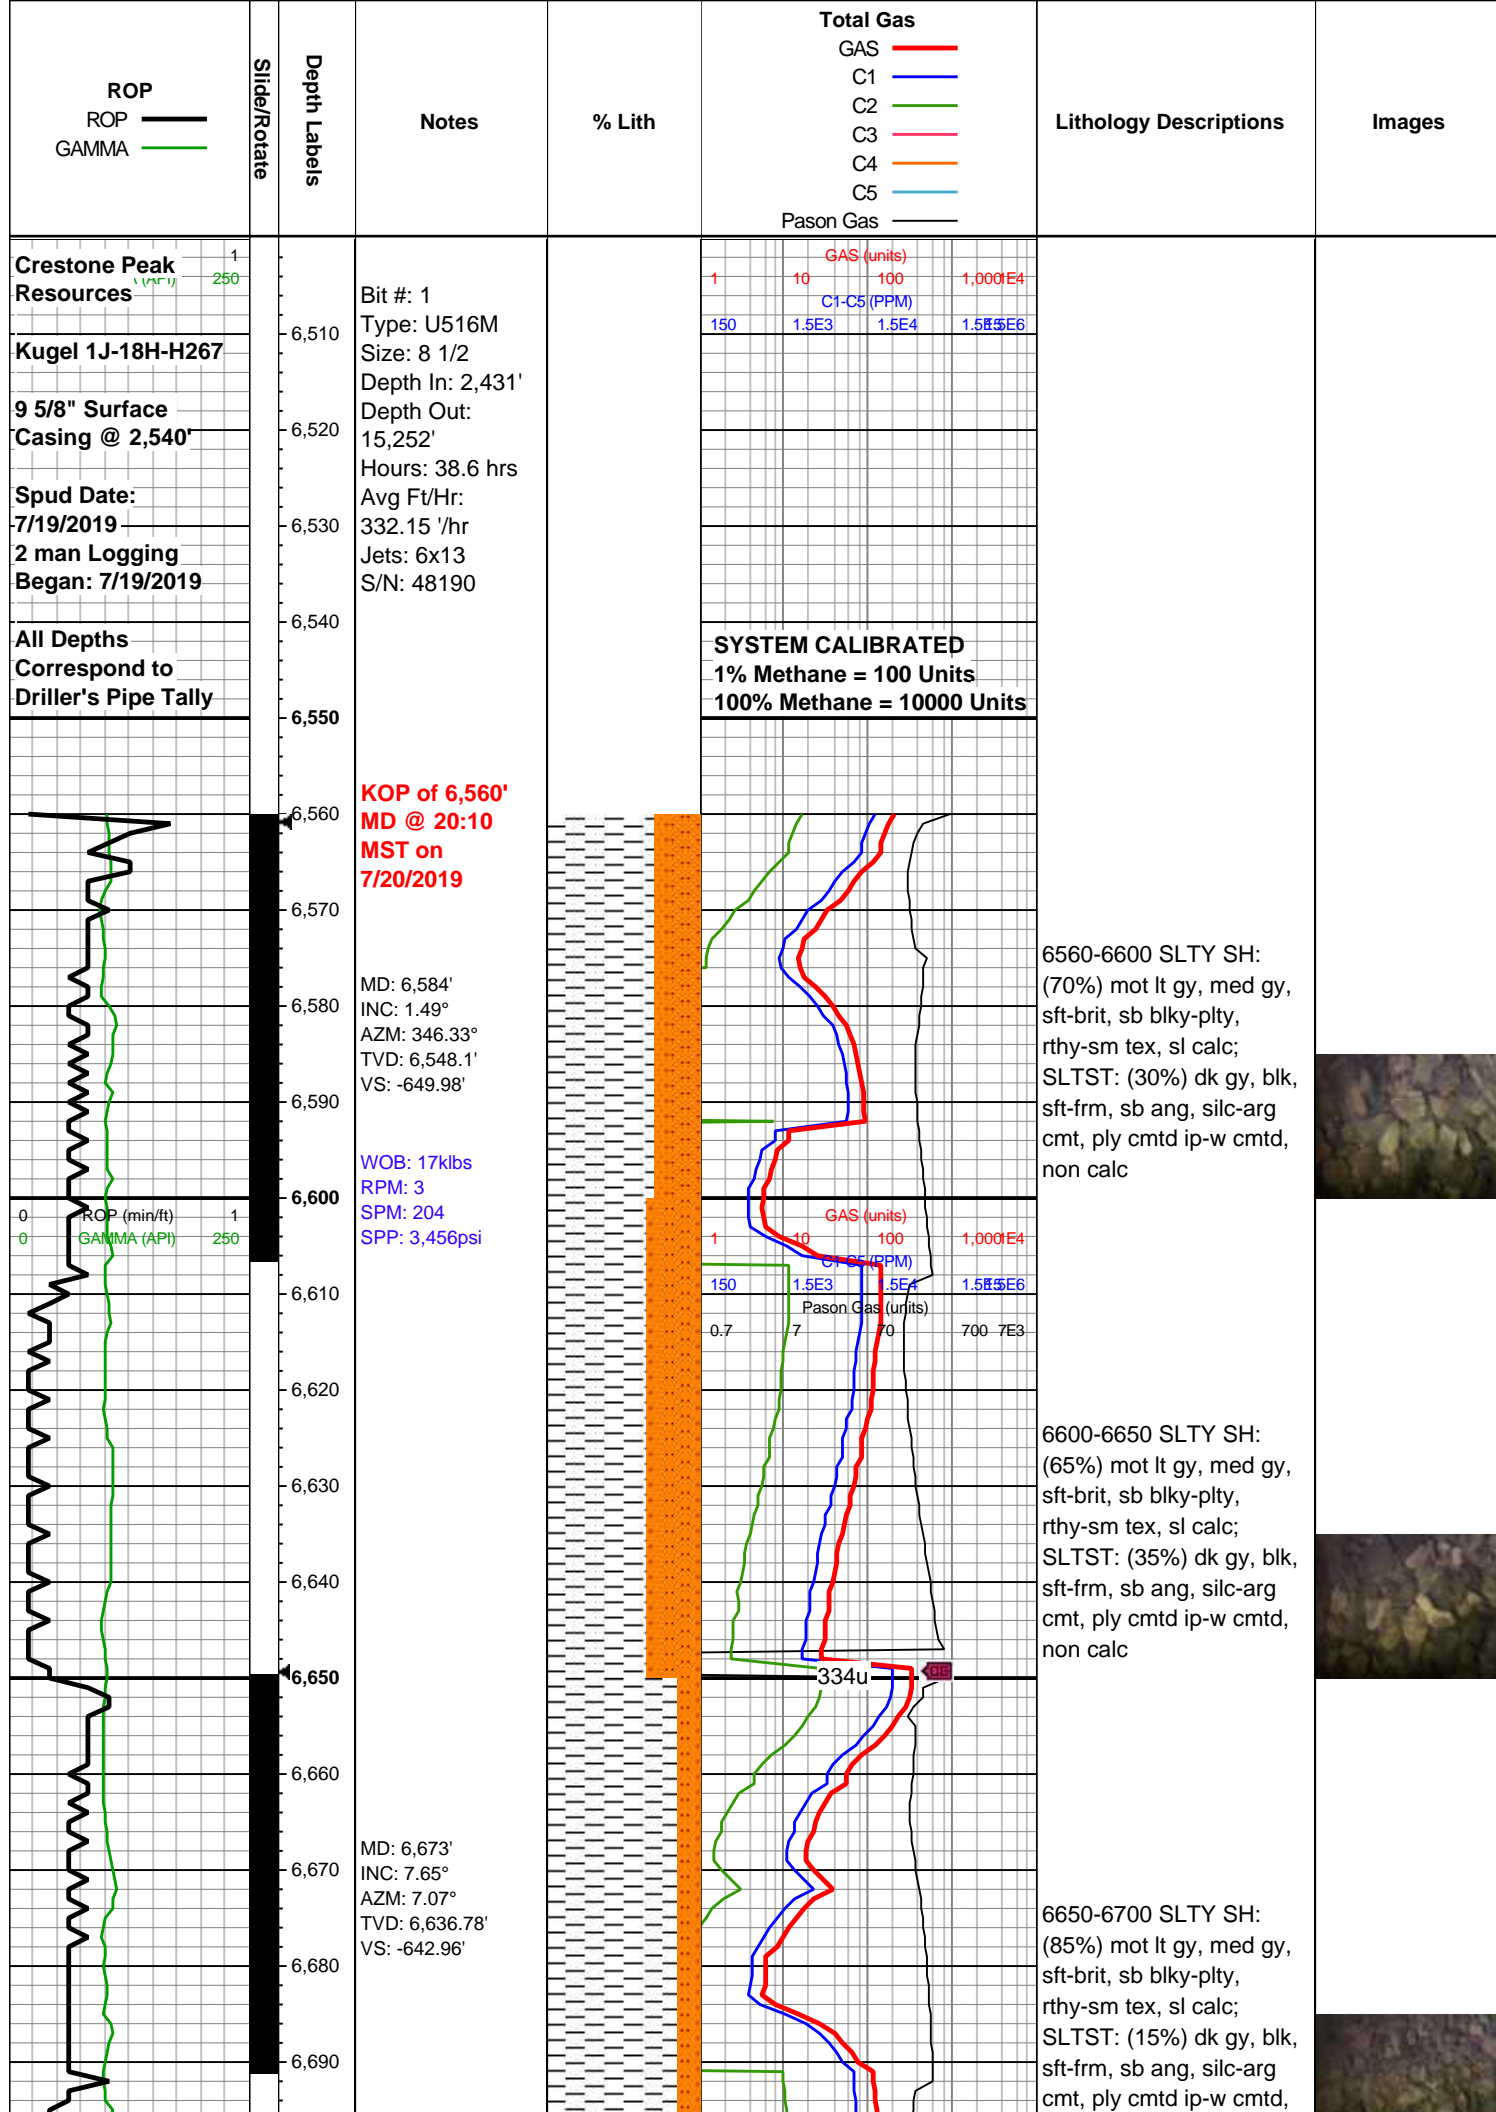 ROP
ROP
GAMMA
Slide/Rotate
Depth Labels
Notes
% Lith
Total Gas
GAS
C1
C2
C3
C4
C5
Pason Gas
Lithology Descriptions
Images
1
(API) 250
Crestone Peak
Resources
Kugel 1J-18H-H267
9 5/8" Surface
Casing @ 2,540'
Spud Date:
7/19/2019
2 man Logging
Began: 7/19/2019
All Depths
Correspond to
Driller's Pipe Tally
0 ROP (min/ft) 1
0 GAMMA (API) 250
6,510
6,520
6,530
6,540
6,550
6,560
6,570
6,580
6,590
6,600
6,610
6,620
6,630
6,640
6,650
6,660
6,670
6,680
6,690
Bit #: 1
Type: U516M
Size: 8 1/2
Depth In: 2,431'
Depth Out:
15,252'
Hours: 38.6 hrs
Avg Ft/Hr:
332.15 '/hr
Jets: 6x13
S/N: 48190
KOP of 6,560'
MD @ 20:10
MST on
7/20/2019
MD: 6,584'
INC: 1.49°
AZM: 346.33°
TVD: 6,548.1'
VS: -649.98'
WOB: 17klbs
RPM: 3
SPM: 204
SPP: 3,456psi
MD: 6,673'
INC: 7.65°
AZM: 7.07°
TVD: 6,636.78'
VS: -642.96'
GAS (units)
1 10 100 1,000 1E4
C1-C5 (PPM)
150 1.5E3 1.5E4 1.5E5 1.5E6
SYSTEM CALIBRATED
1% Methane = 100 Units
100% Methane = 10000 Units
GAS (units)
1 10 100 1,000 1E4
C1-C5 (PPM)
150 1.5E3 1.5E4 1.5E5 1.5E6
Pason Gas (units)
0.7 7 70 700 7E3
334u
6560-6600 SLTY SH:
(70%) mot lt gy, med gy,
sft-brit, sb blky-plty,
rthy-sm tex, sl calc;
SLTST: (30%) dk gy, blk,
sft-frm, sb ang, silc-arg
cmt, ply cmtd ip-w cmtd,
non calc
6600-6650 SLTY SH:
(65%) mot lt gy, med gy,
sft-brit, sb blky-plty,
rthy-sm tex, sl calc;
SLTST: (35%) dk gy, blk,
sft-frm, sb ang, silc-arg
cmt, ply cmtd ip-w cmtd,
non calc
6650-6700 SLTY SH:
(85%) mot lt gy, med gy,
sft-brit, sb blky-plty,
rthy-sm tex, sl calc;
SLTST: (15%) dk gy, blk,
sft-frm, sb ang, silc-arg
cmt, ply cmtd ip-w cmtd,